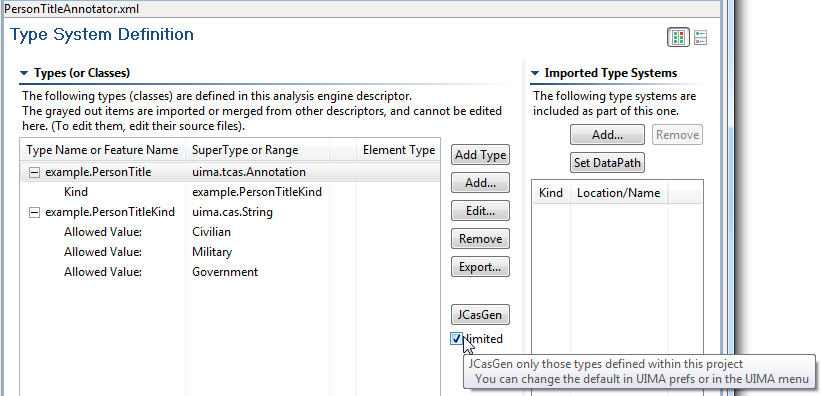 PersonTitleAnnotator.xml
Type System Definition
Types (or Classes)
The following types (classes) are defined in this analysis engine descriptor.
The grayed out items are imported or merged from other descriptors, and cannot be edited
here. (To edit them, edit their source files).
Type Name or Feature Name SuperType or Range Element Type
example.PersonTitle uima.tcas.Annotation
Kind example.PersonTitleKind
example.PersonTitleKind uima.cas.String
Allowed Value: Civilian
Allowed Value: Military
Allowed Value: Government
Add Type
Add...
Edit...
Remove
Export...
JCasGen
limited
JCasGen only those types defined within this project
You can change the default in UIMA prefs or in the UIMA menu
Imported Type Systems
The following type systems are
included as part of this one.
Add... Remove
Set DataPath
Kind Location/Name